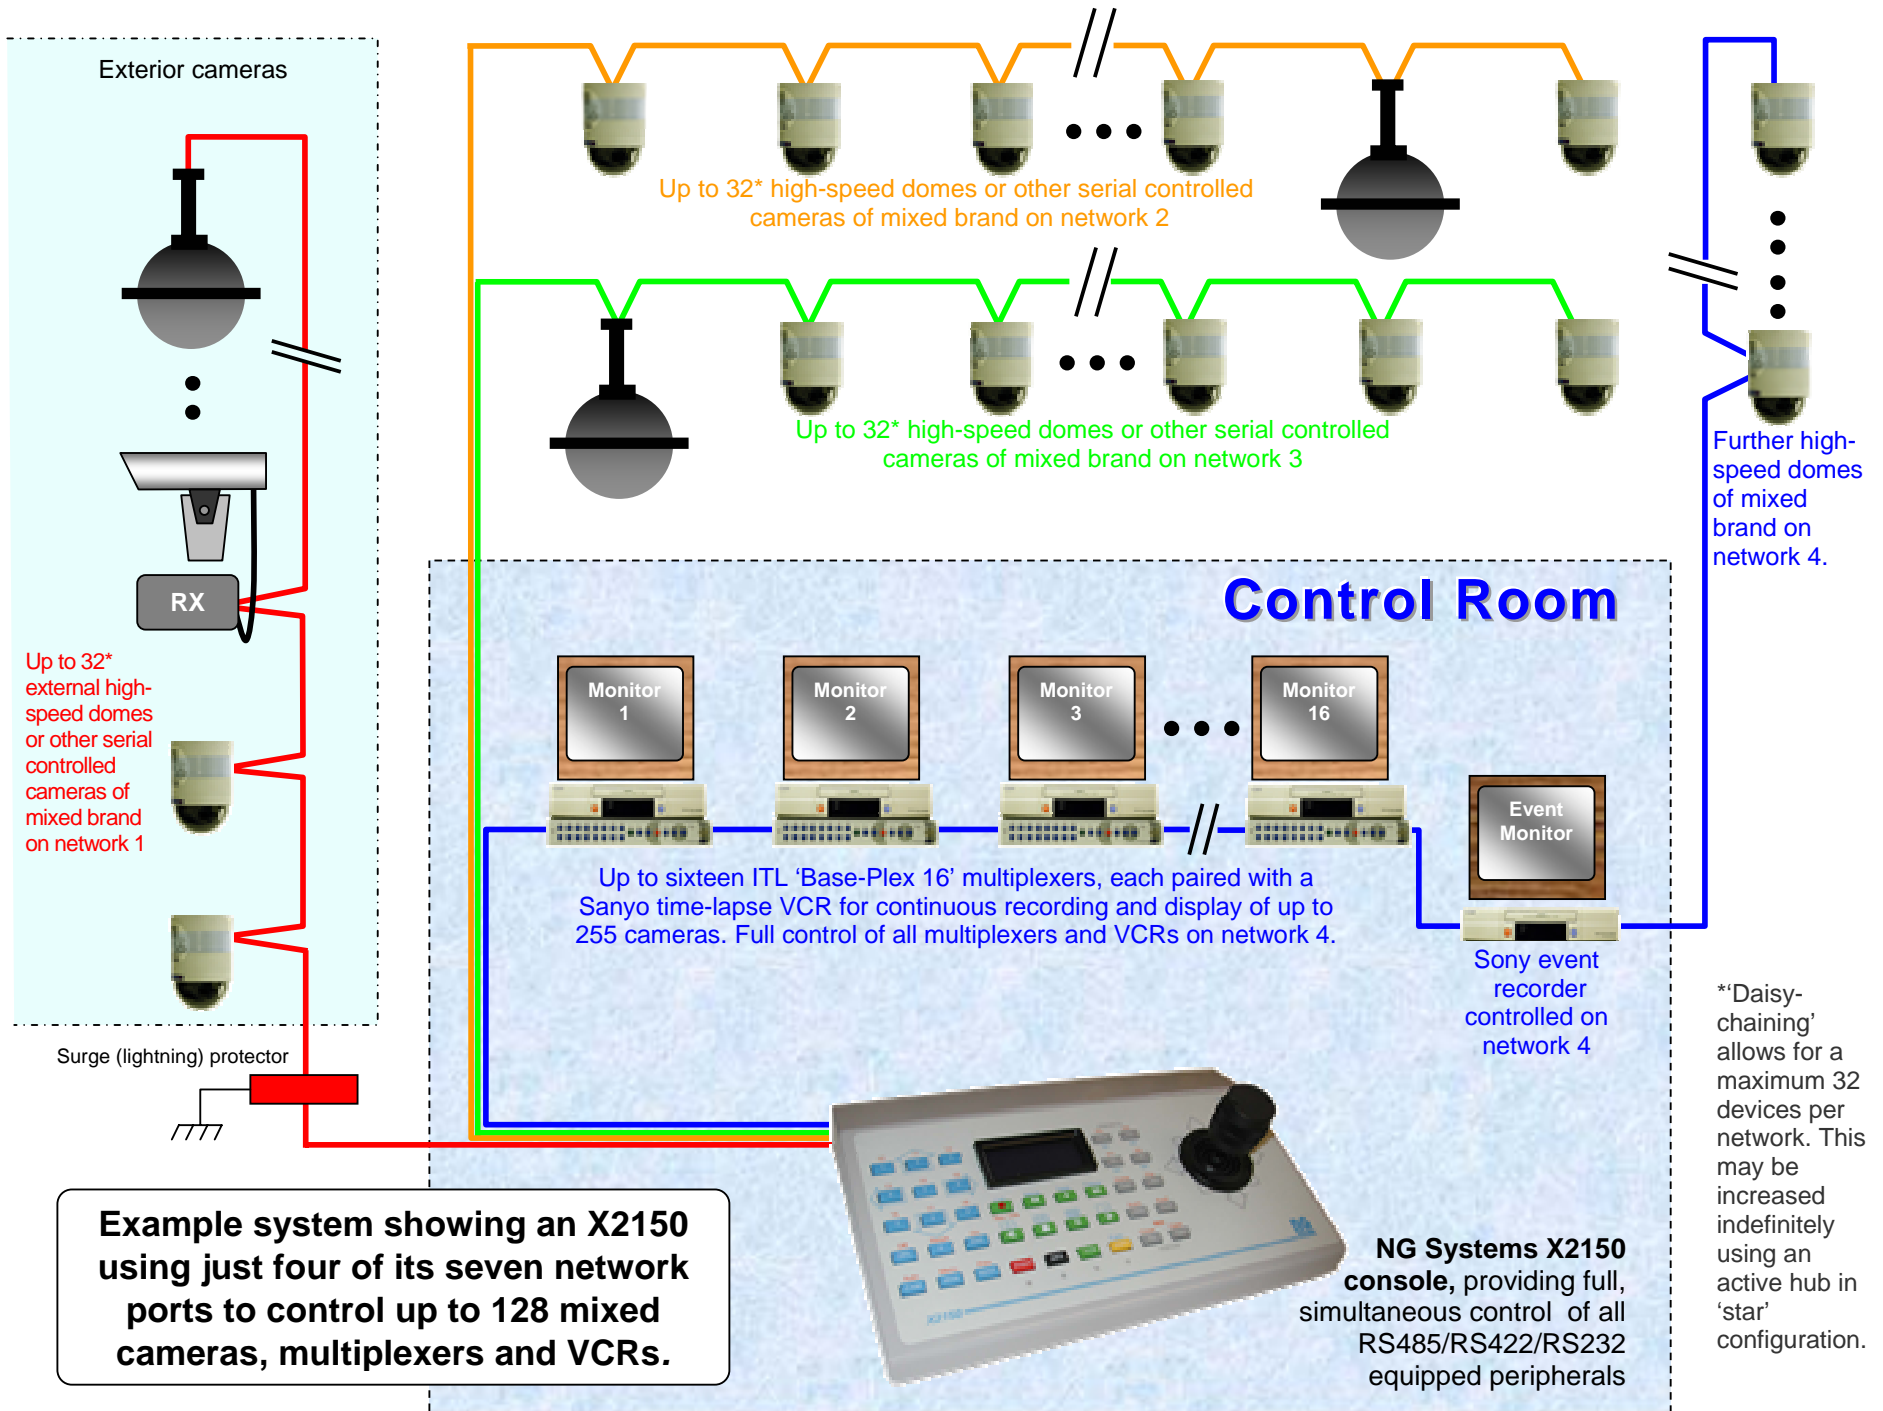 Exterior cameras
RX
Up to 32*
external high-
speed domes
or other serial
controlled
cameras of
mixed brand
on network 1
Surge (lightning) protector
Up to 32* high-speed domes or other serial controlled
cameras of mixed brand on network 2
Up to 32* high-speed domes or other serial controlled
cameras of mixed brand on network 3
Further high-
speed domes
of mixed
brand on
network 4.
Control Room
Monitor
1
Monitor
2
Monitor
3
Monitor
16
Event
Monitor
Up to sixteen ITL ‘Base-Plex 16’ multiplexers, each paired with a
Sanyo time-lapse VCR for continuous recording and display of up to
255 cameras. Full control of all multiplexers and VCRs on network 4.
Sony event
recorder
controlled on
network 4
*‘Daisy-
chaining’
allows for a
maximum 32
devices per
network. This
may be
increased
indefinitely
using an
active hub in
‘star’
configuration.
Example system showing an X2150
using just four of its seven network
ports to control up to 128 mixed
cameras, multiplexers and VCRs.
X2150
NG Systems X2150
console, providing full,
simultaneous control of all
RS485/RS422/RS232
equipped peripherals